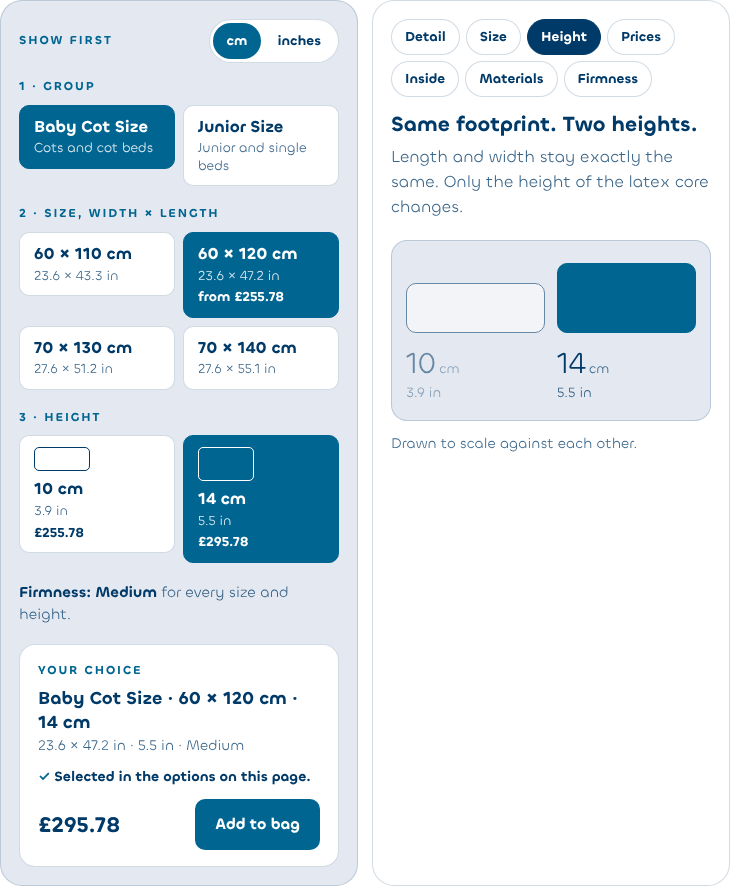 SHOW FIRST
cm
inches
1 · GROUP
Baby Cot Size
Cots and cot beds
Junior Size
Junior and single
beds
2 · SIZE, WIDTH × LENGTH
60 × 110 cm
23.6 × 43.3 in
60 × 120 cm
23.6 × 47.2 in
from £255.78
70 × 130 cm
27.6 × 51.2 in
70 × 140 cm
27.6 × 55.1 in
3 · HEIGHT
10 cm
3.9 in
£255.78
14 cm
5.5 in
£295.78
Firmness: Medium for every size and
height.
YOUR CHOICE
Baby Cot Size · 60 × 120 cm ·
14 cm
23.6 × 47.2 in · 5.5 in · Medium
✓ Selected in the options on this page.
£295.78
Add to bag
Detail
Size
Height
Prices
Inside
Materials
Firmness
Same footprint. Two heights.
Length and width stay exactly the
same. Only the height of the latex core
changes.
10 cm
3.9 in
14 cm
5.5 in
Drawn to scale against each other.